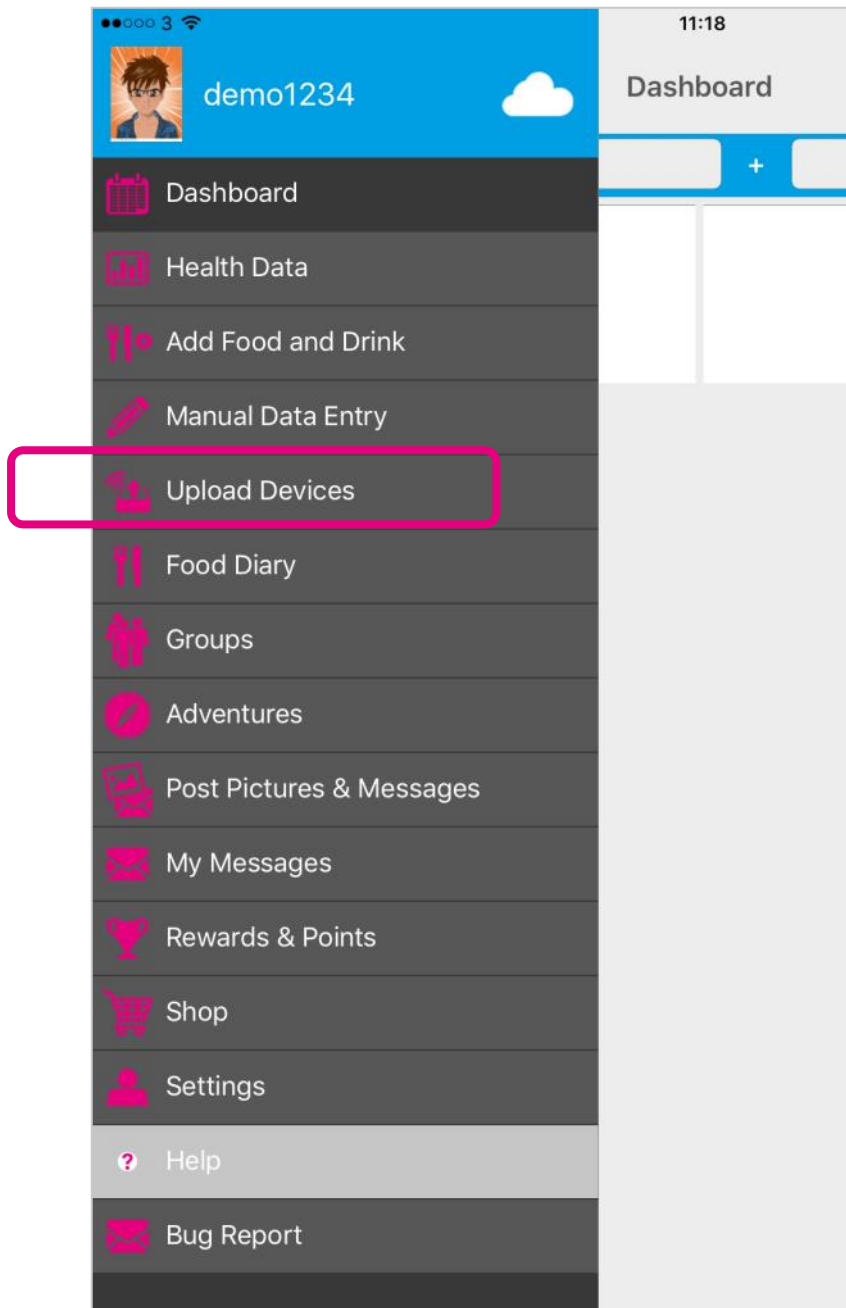 3
11:18
demo1234
Dashboard
+
Dashboard
Health Data
Add Food and Drink
Manual Data Entry
Upload Devices
Food Diary
Groups
Adventures
Post Pictures & Messages
My Messages
Rewards & Points
Shop
Settings
? Help
Bug Report